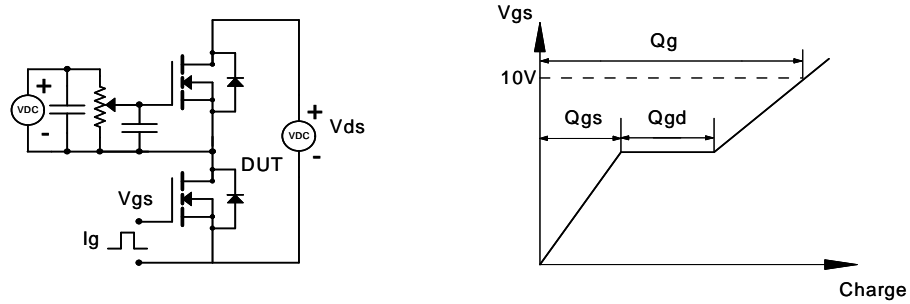 VDC
+
-
Vgs
Ig
DUT
+
VDC
-
Vds
Vgs
Qg
10V
Qgs
Qgd
Charge